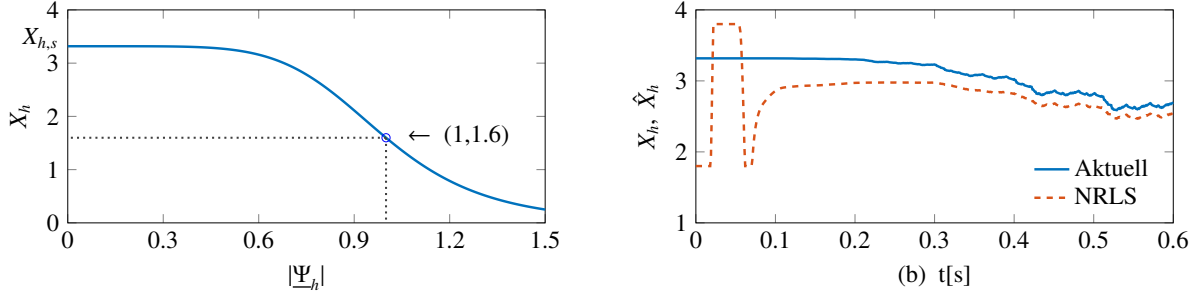 4
X_{h,s}
3
2
1
0
X_h
← (1,1.6)
0 0.3 0.6 0.9 1.2 1.5
|Ψ_h|
4
3
2
1
X_h, X̂_h
Aktuell
NRLS
0 0.1 0.2 0.3 0.4 0.5 0.6
(b) t[s]